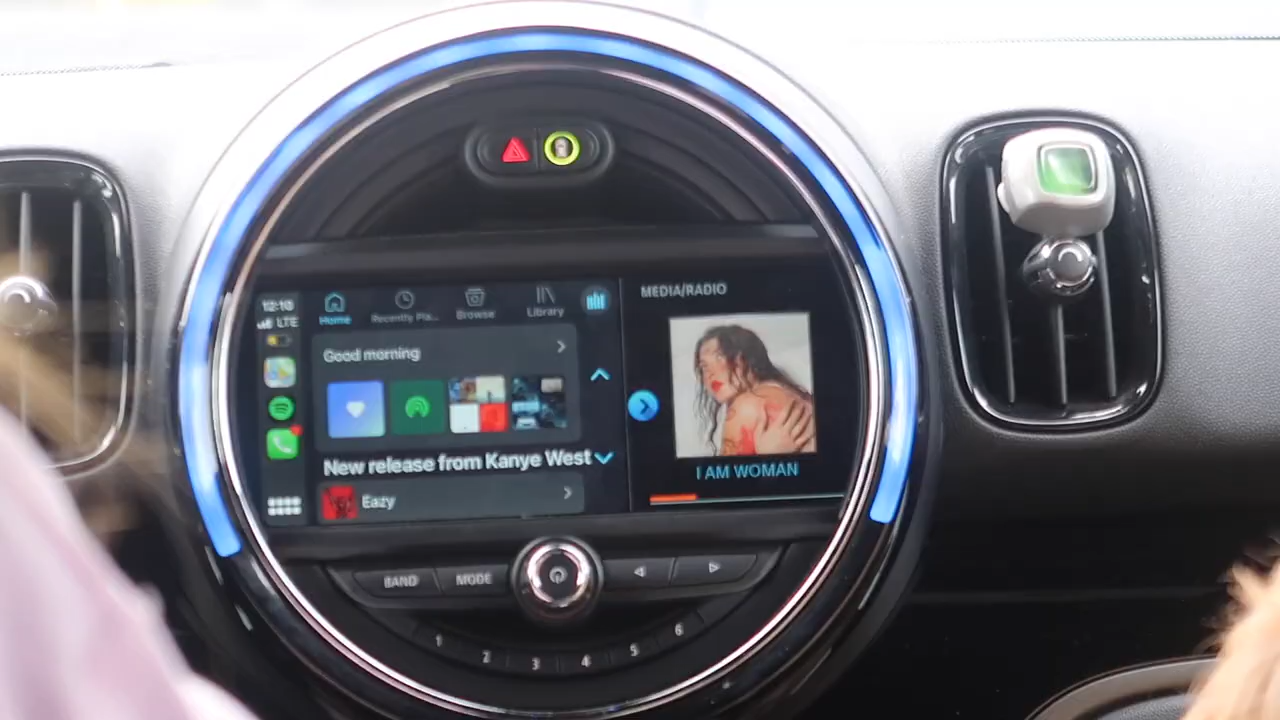 12:10
LTE
Home
Recently Pla...
Browse
Library
Good morning
New release from Kanye West
Eazy
MEDIA/RADIO
I AM WOMAN
BAND
MODE
1
2
3
4
5
6